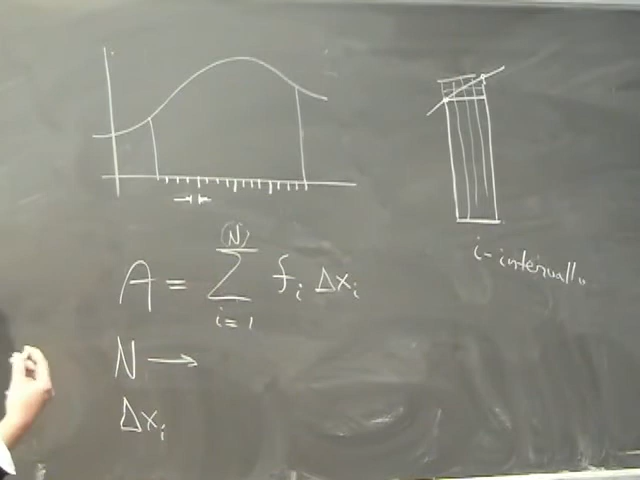 A = N Σ i=1 f_i Δx_i
N →
Δx_i
i-intervall